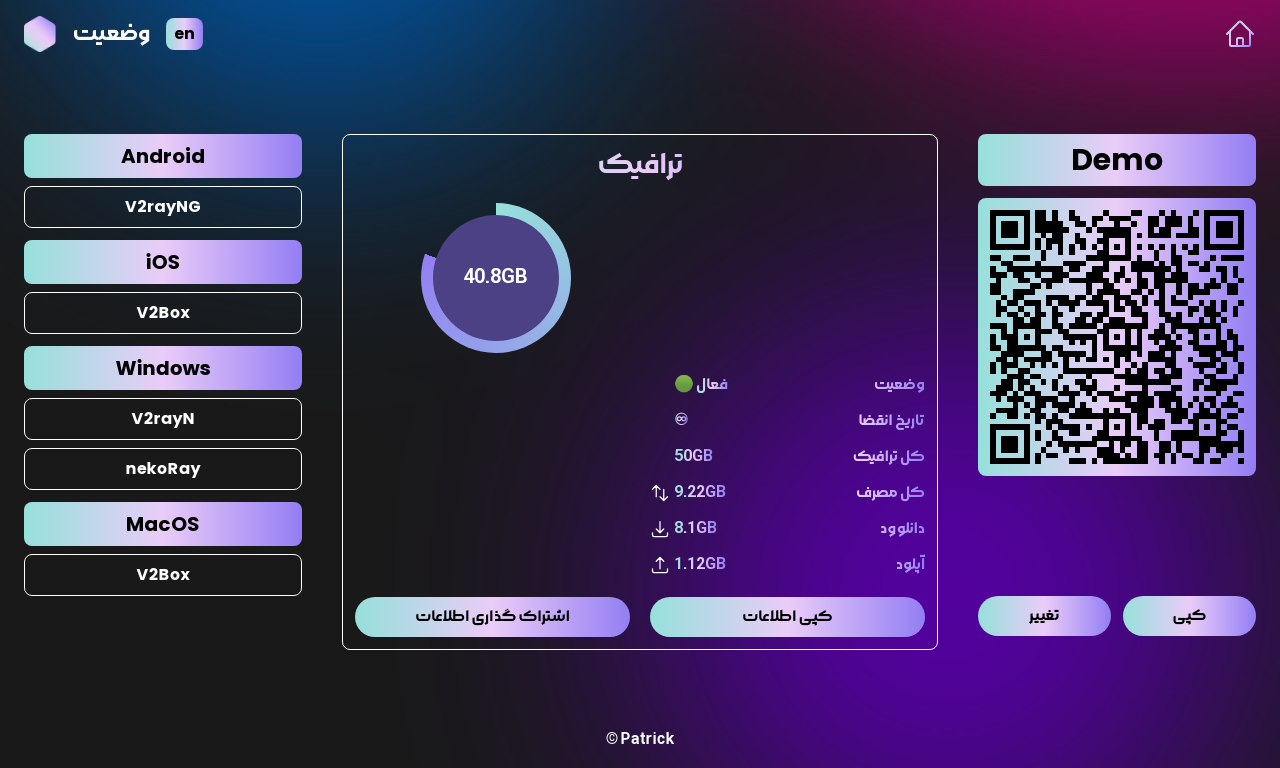 وضعیت
en
Android
V2rayNG
iOS
V2Box
Windows
V2rayN
nekoRay
MacOS
V2Box
ترافیک
40.8GB
وضعیت فعال 🟢
تاریخ انقضا ♾
کل ترافیک 50GB
کل مصرف 9.22GB
دانلوود 8.1GB
آپلود 1.12GB
کپی اطلاعات
اشتراک گذاری اطلاعات
Demo
کپی
تغییر
© Patrick